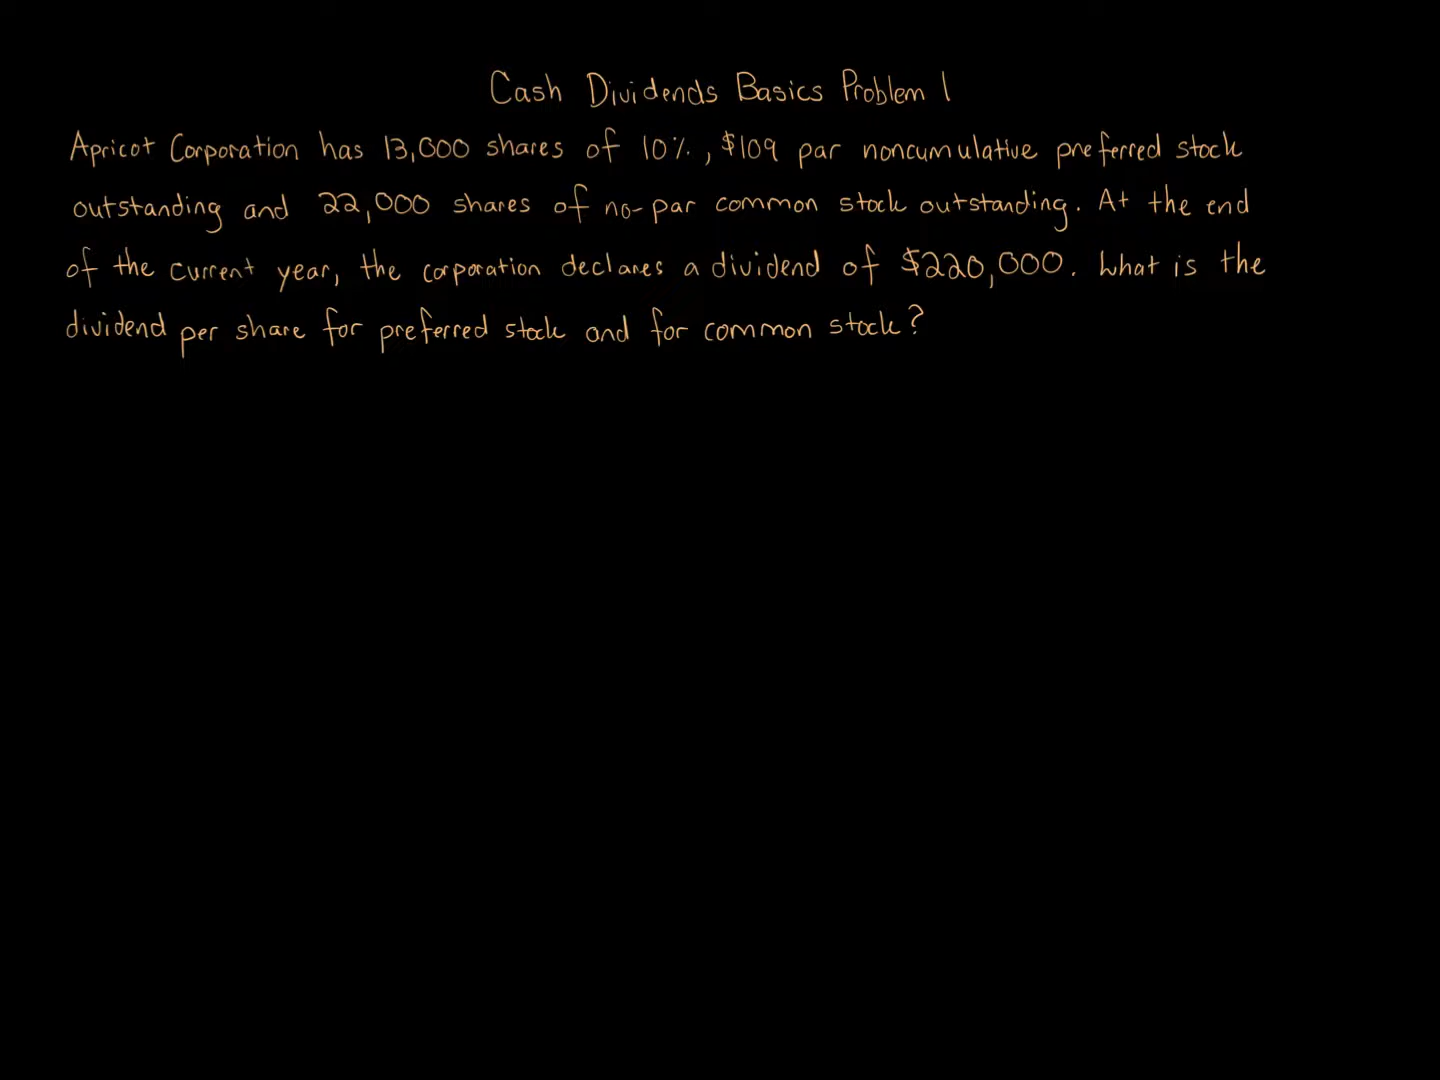 Cash Dividends Basics Problem 1
Apricot Corporation has 13,000 shares of 10%, $109 par noncumulative preferred stock
outstanding and 22,000 shares of no-par common stock outstanding. At the end
of the current year, the corporation declares a dividend of $220,000. What is the
dividend per share for preferred stock and for common stock?